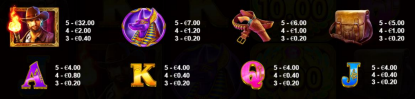 5 - €32.00
4 - €2.00
3 - €0.40
5 - €7.00
4 - €1.20
3 - €0.20
5 - €6.00
4 - €1.00
3 - €0.20
5 - €5.00
4 - €1.00
3 - €0.20
A
5 - €4.00
4 - €0.80
3 - €0.20
K
5 - €4.00
4 - €0.40
3 - €0.20
Q
5 - €4.00
4 - €0.40
3 - €0.20
J
5 - €4.00
4 - €0.40
3 - €0.20